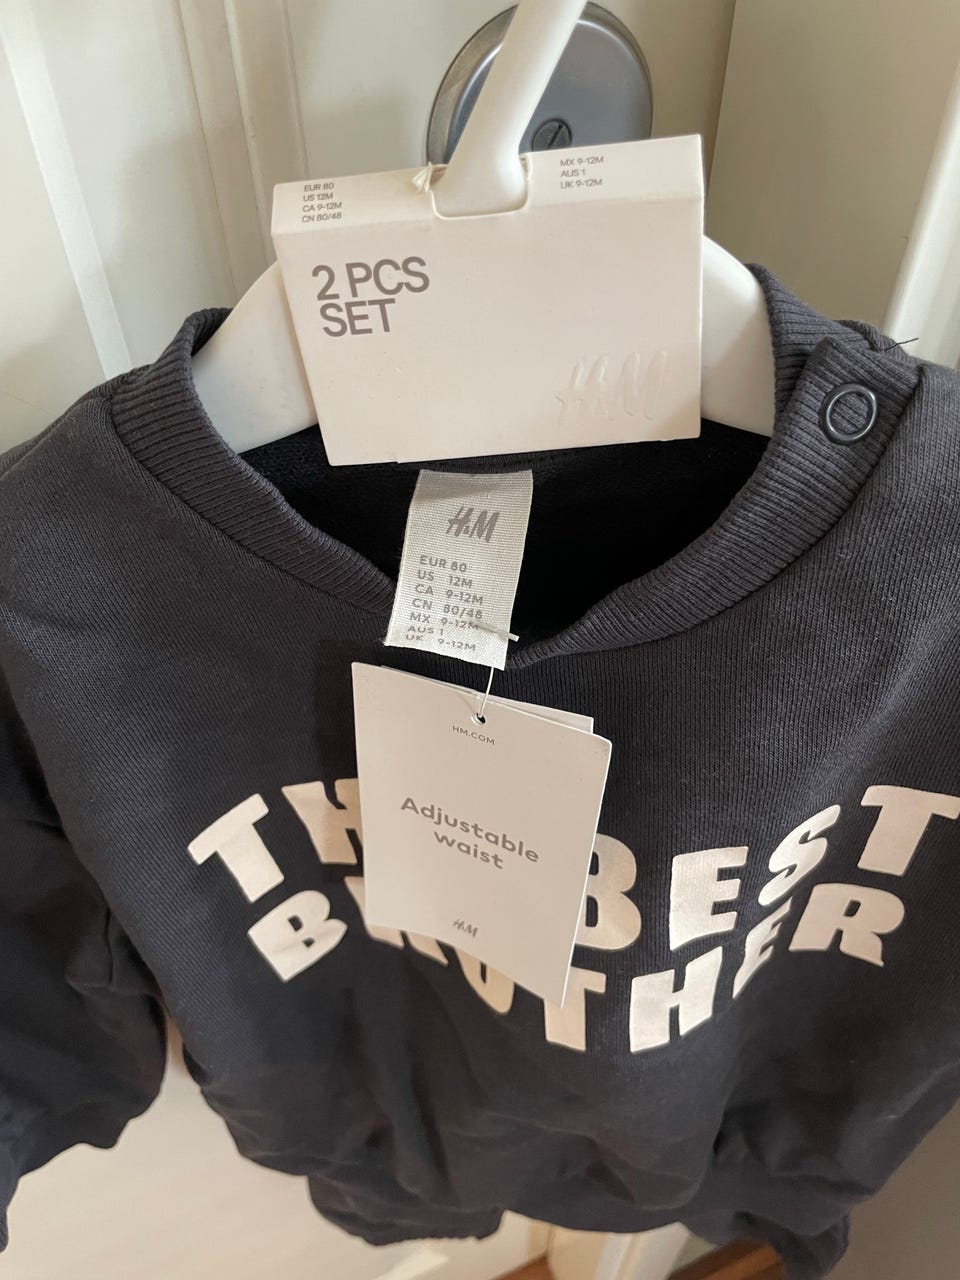 EUR 80
US 12M
CA 9-12M
CN 80/48
MX 9-12M
AUS 1
UK 9-12M
2 PCS
SET
H&M
H&M
EUR 80
US 12M
CA 9-12M
CN 80/48
MX 9-12M
AUS 1
UK 9-12M
HM.COM
Adjustable
waist
H&M
TH BEST
BROTHER